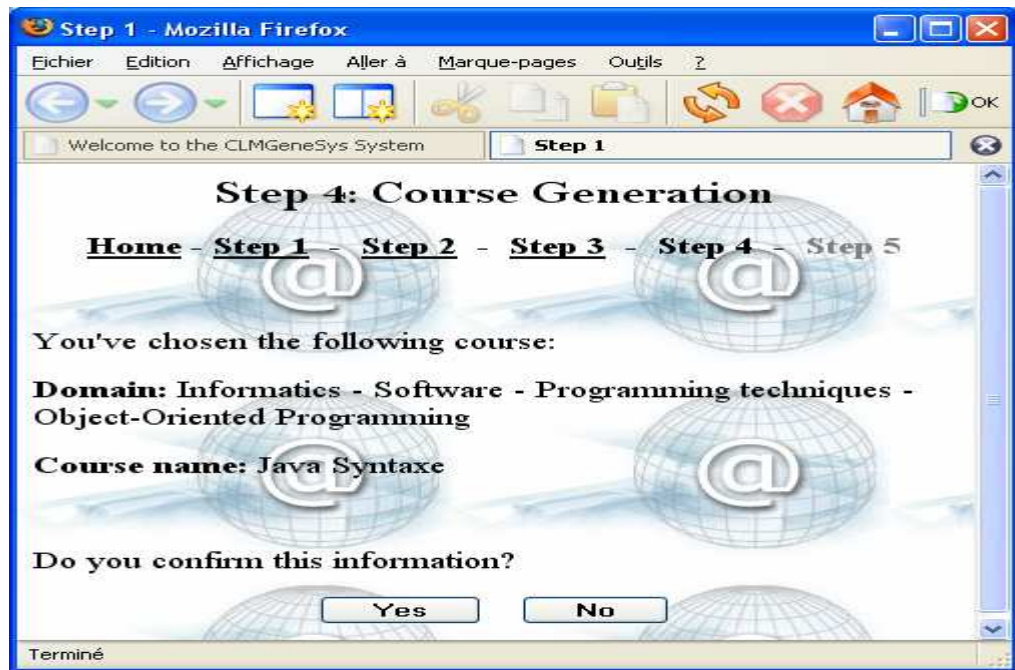 Step 1 - Mozilla Firefox
Fichier Edition Affichage Aller à Marque-pages Outils ?
OK
Welcome to the CLMGeneSys System Step 1
Step 4: Course Generation
Home - Step 1 - Step 2 - Step 3 - Step 4 - Step 5
You've chosen the following course:
Domain: Informatics - Software - Programming techniques -
Object-Oriented Programming
Course name: Java Syntaxe
Do you confirm this information?
Yes No
Terminé